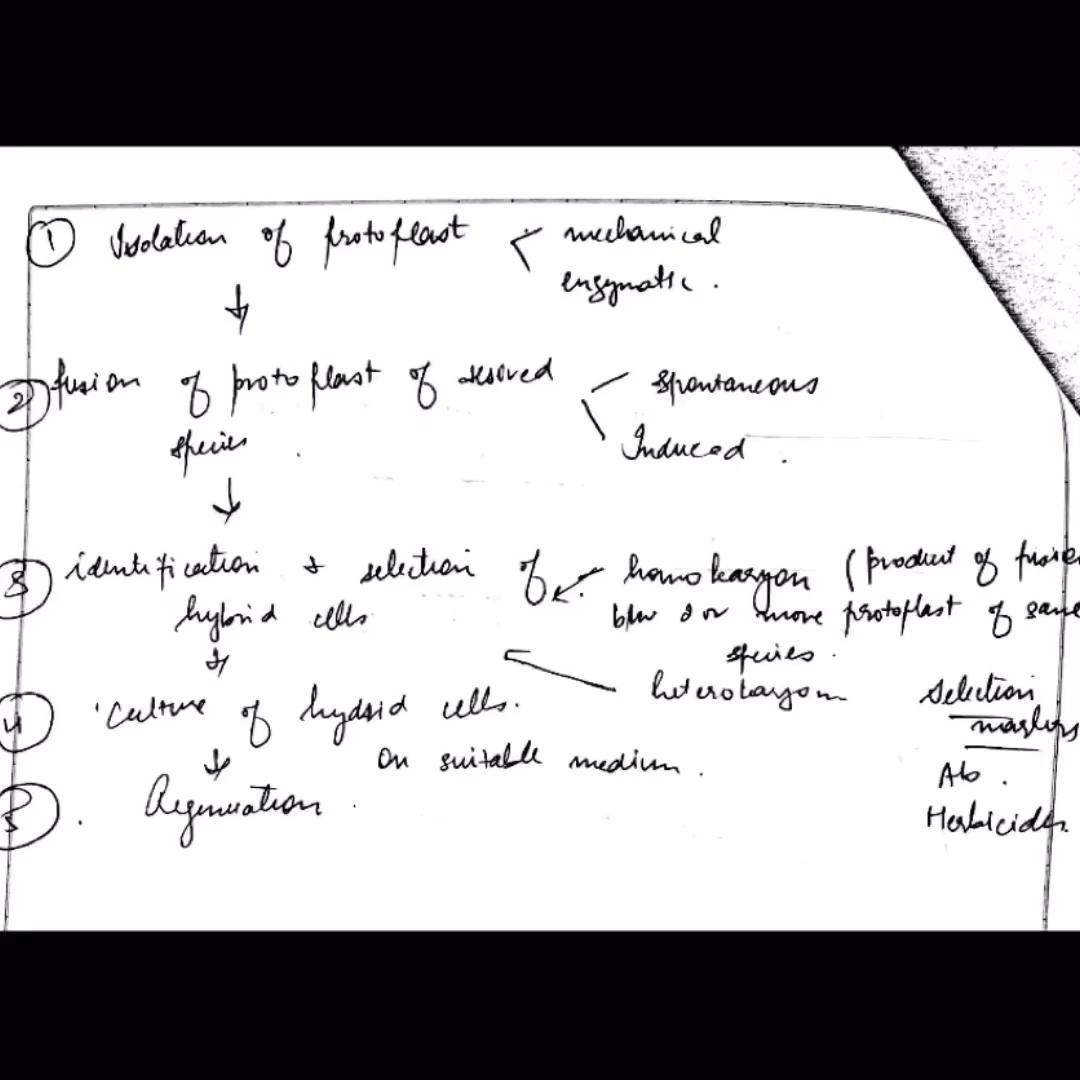 ① Isolation of protoplast < mechanical
enzymatic.
② fusion of protoplast of desired
spontaneous
species.
Induced.
③ identification & selection of
hybrid cells
homokaryon (product of fusion
b/w 2 or more protoplast of same
species.
heterokaryon
④ Culture of hybrid cells.
on suitable medium.
⑤. Regeneration.
Selection
markers
Ab.
Herbicides.